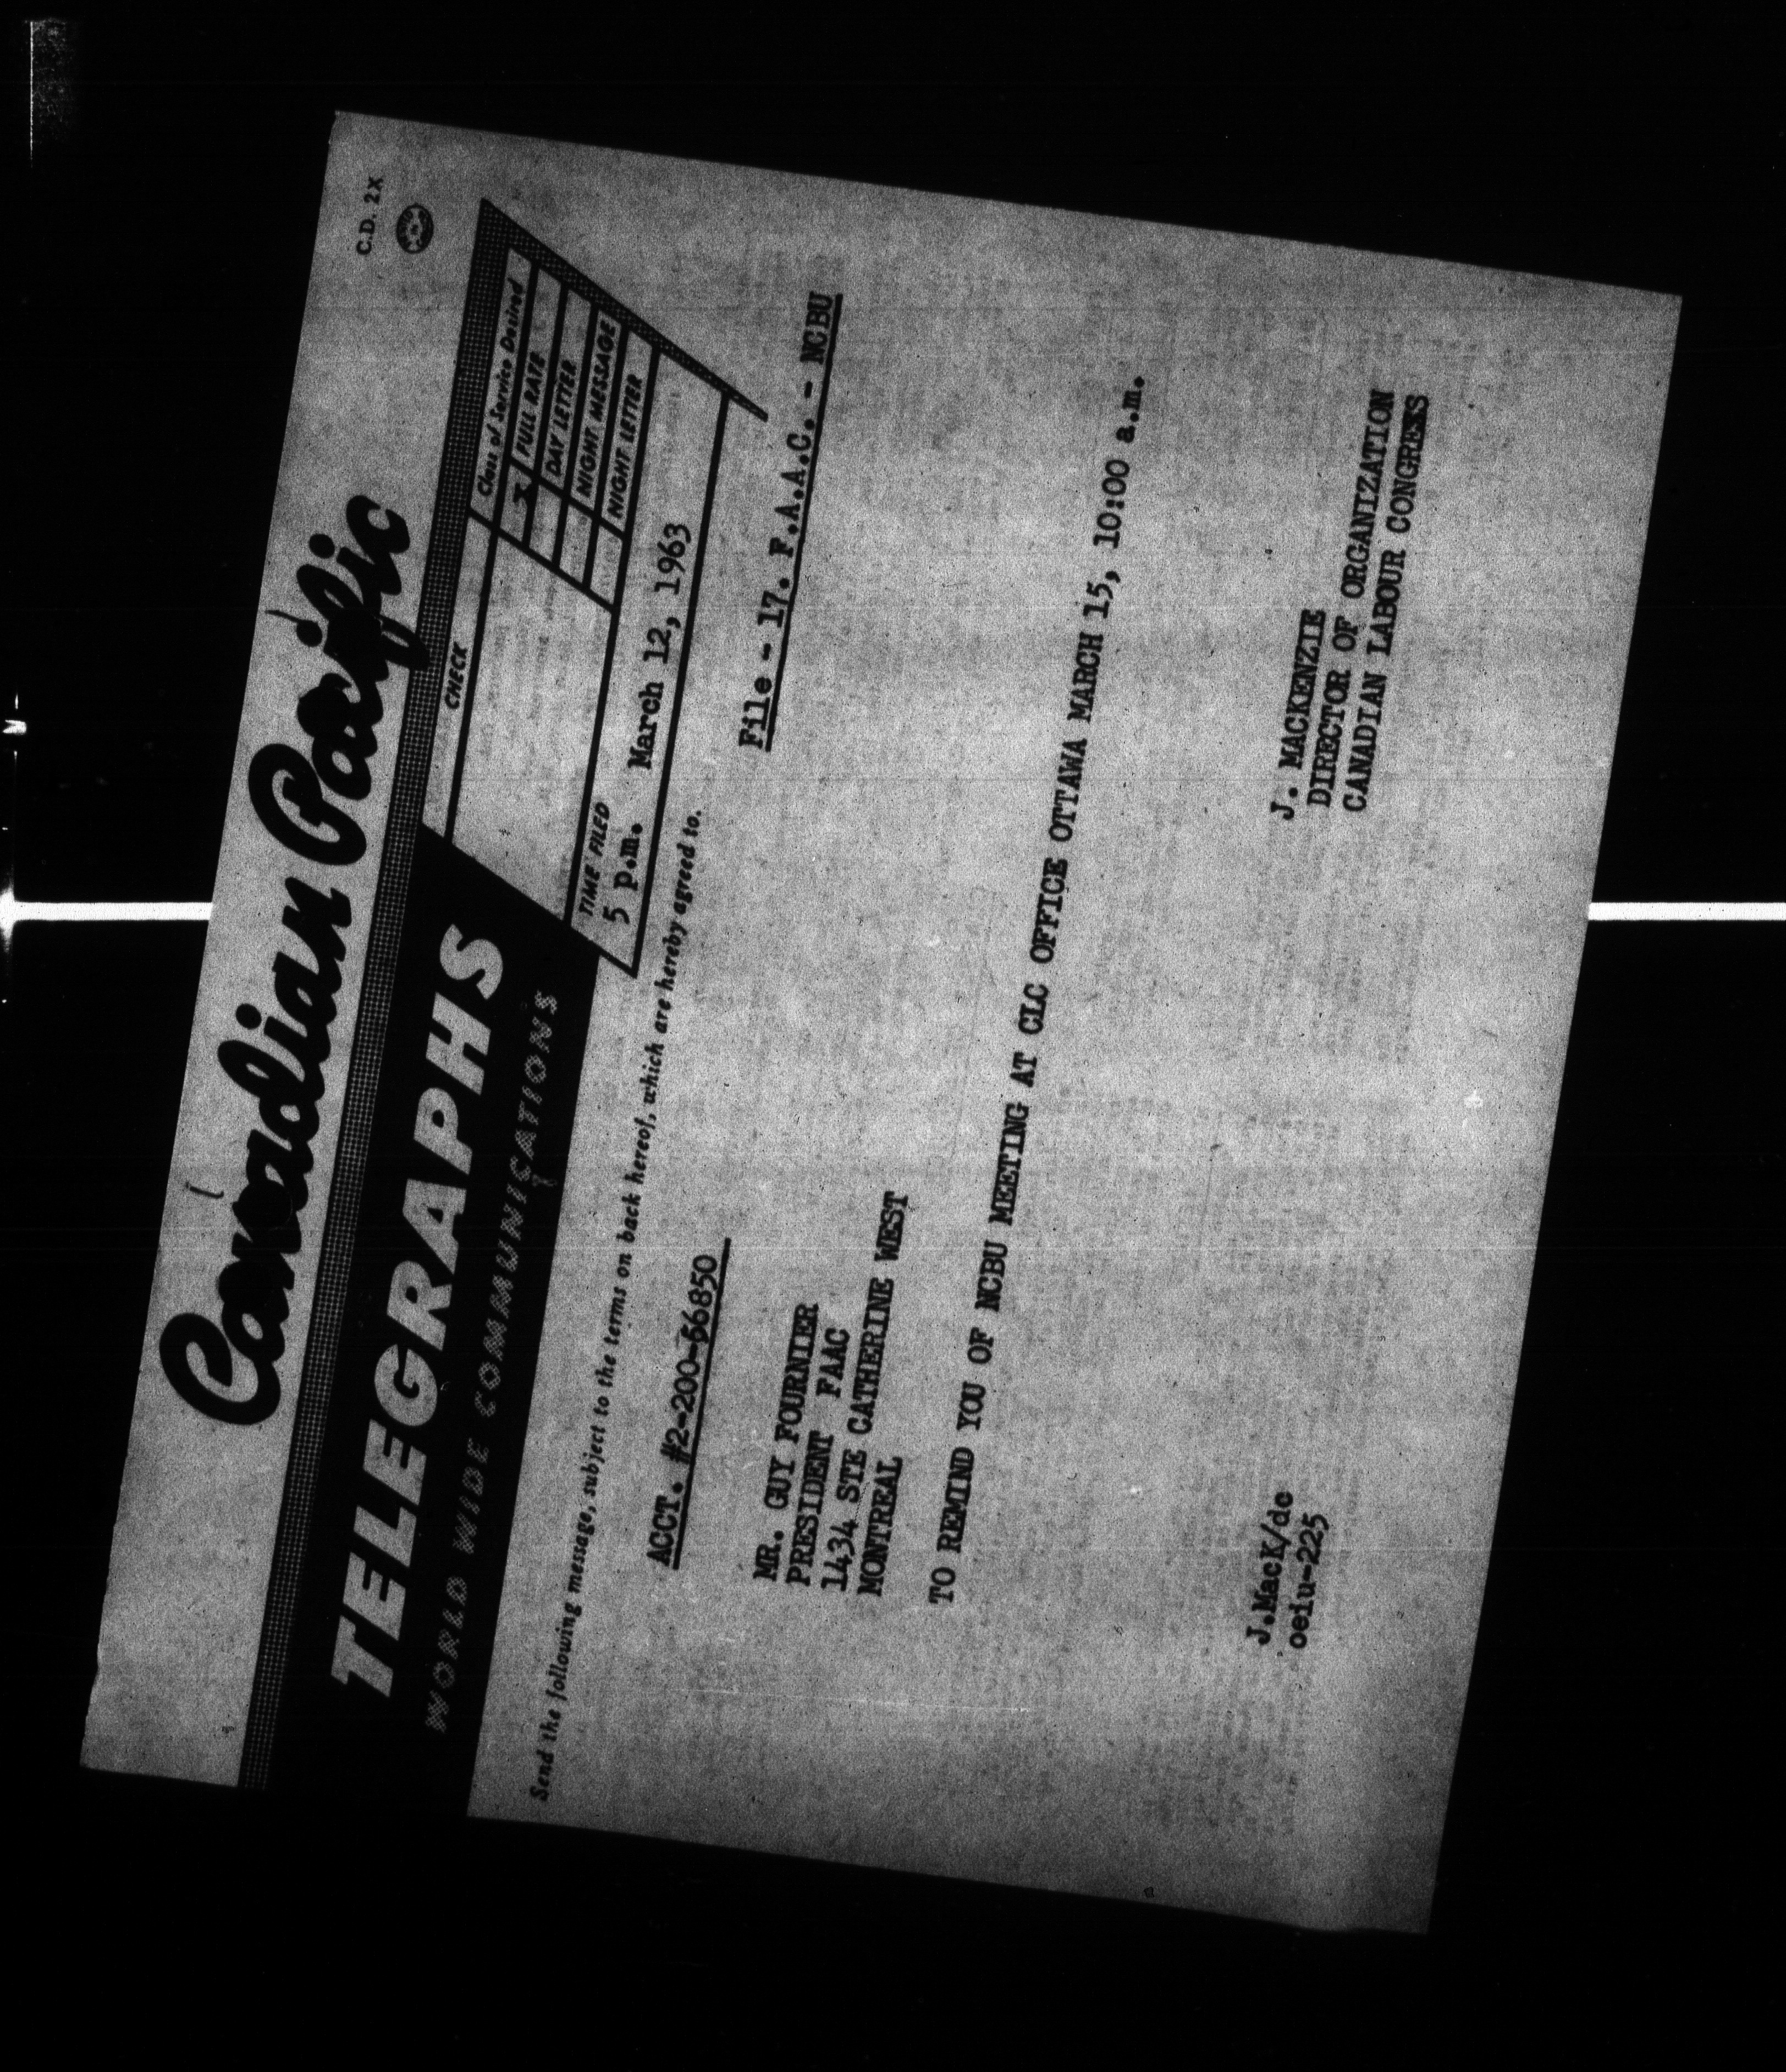 C.D. 2X
Canadian Pacific
TELEGRAPHS
WORLD WIDE COMMUNICATIONS
CHECK
Class of Service Desired
X FULL RATE
DAY LETTER
NIGHT MESSAGE
NIGHT LETTER
TIME FILED
5 p.m. March 12, 1963
Send the following message, subject to the terms on back hereof, which are hereby agreed to.
File - 17. F.A.A.C. - NCBU
ACCT. #2-200-66850
MR. GUY FOURNIER
PRESIDENT FAAC
1434 STE CATHERINE WEST
MONTREAL
TO REMIND YOU OF NCBU MEETING AT CLC OFFICE OTTAWA MARCH 15, 10:00 a.m.
J. MACKENZIE
DIRECTOR OF ORGANIZATION
CANADIAN LABOUR CONGRESS
J.MacK/dc
oeiu-225